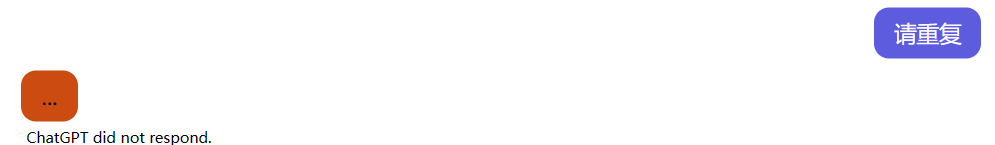 请重复
...
ChatGPT did not respond.